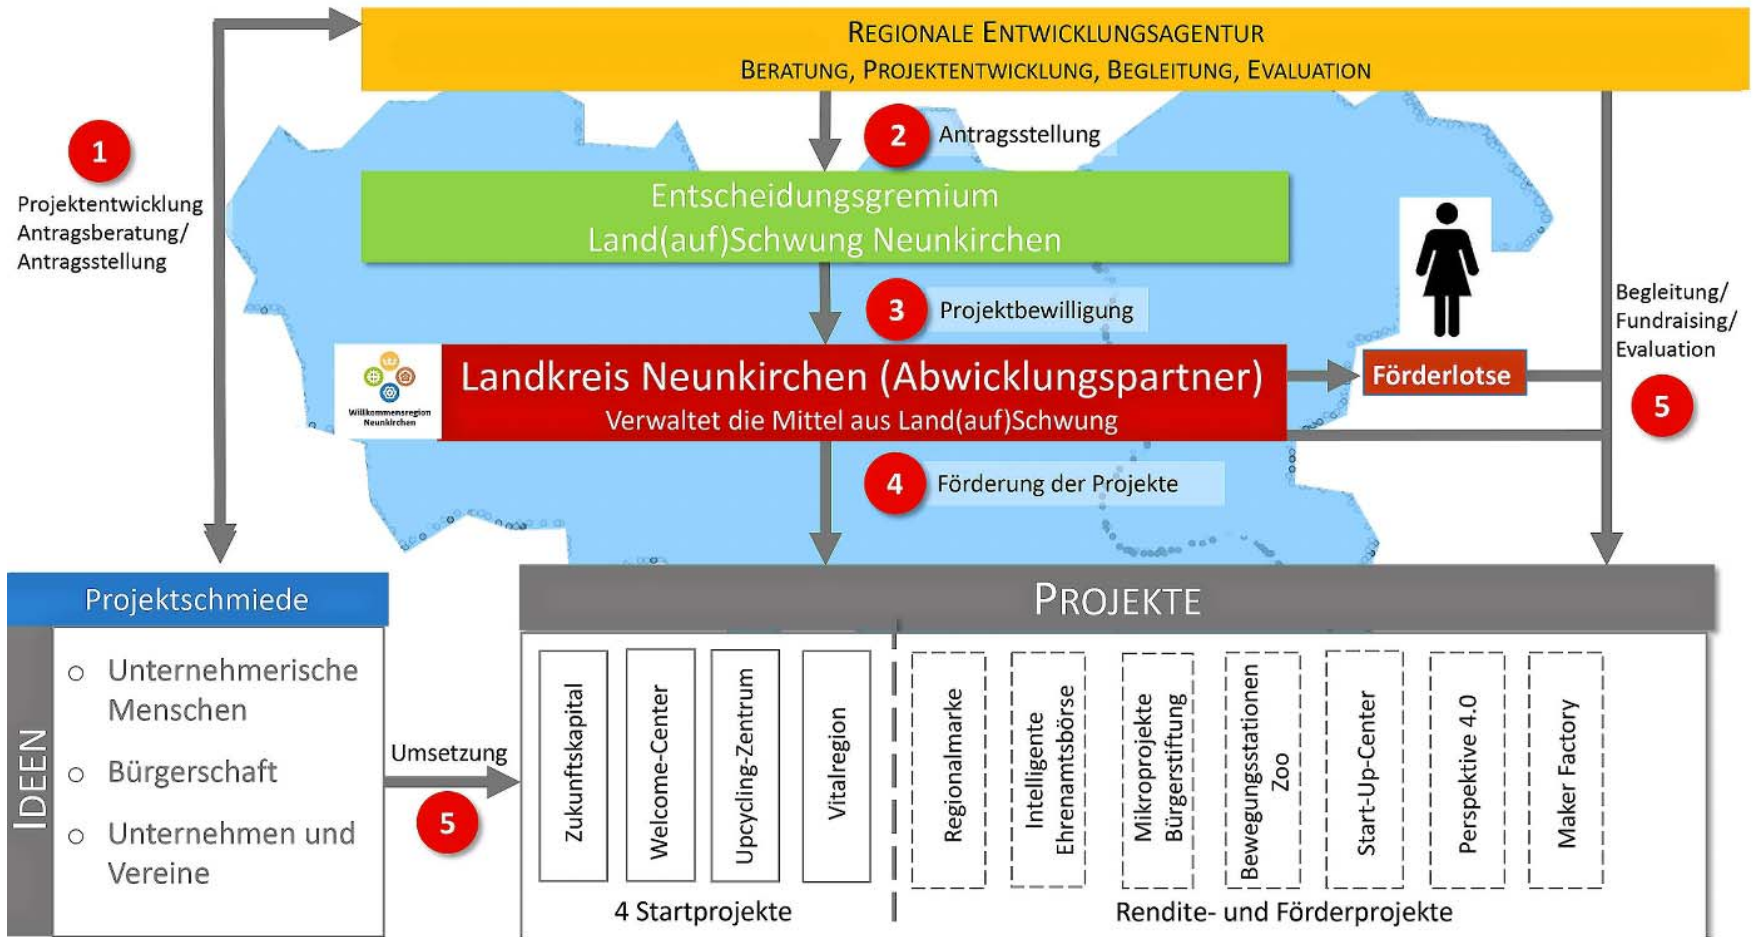 REGIONALE ENTWICKLUNGSAGENTUR
BERATUNG, PROJEKTENTWICKLUNG, BEGLEITUNG, EVALUATION
1
Projektentwicklung
Antragsberatung/
Antragsstellung
2
Antragsstellung
Entscheidungsgremium
Land(auf)Schwung Neunkirchen
3
Projektbewilligung
Willkommensregion
Neunkirchen
Landkreis Neunkirchen (Abwicklungspartner)
Verwaltet die Mittel aus Land(auf)Schwung
Förderlotse
Begleitung/
Fundraising/
Evaluation
5
4
Förderung der Projekte
Projektschmiede
IDEEN
o Unternehmerische
Menschen
o Bürgerschaft
o Unternehmen und
Vereine
Umsetzung
5
PROJEKTE
Zukunftskapital
Welcome-Center
Upcycling-Zentrum
Vitalregion
4 Startprojekte
Regionalmarke
Intelligente
Ehrenamtsbörse
Mikroprojekte
Bürgerstiftung
Bewegungsstationen
Zoo
Start-Up-Center
Perspektive 4.0
Maker Factory
Rendite- und Förderprojekte